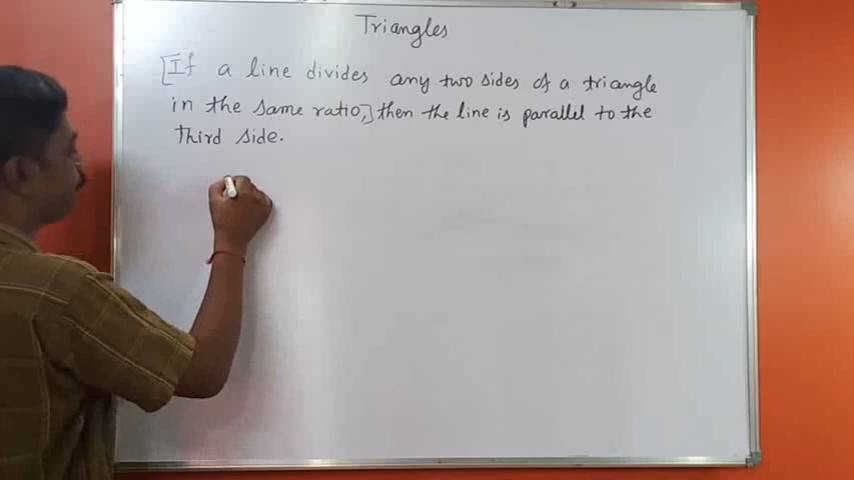 Triangles
[If a line divides any two sides of a triangle
in the same ratio,] then the line is parallel to the
third side.